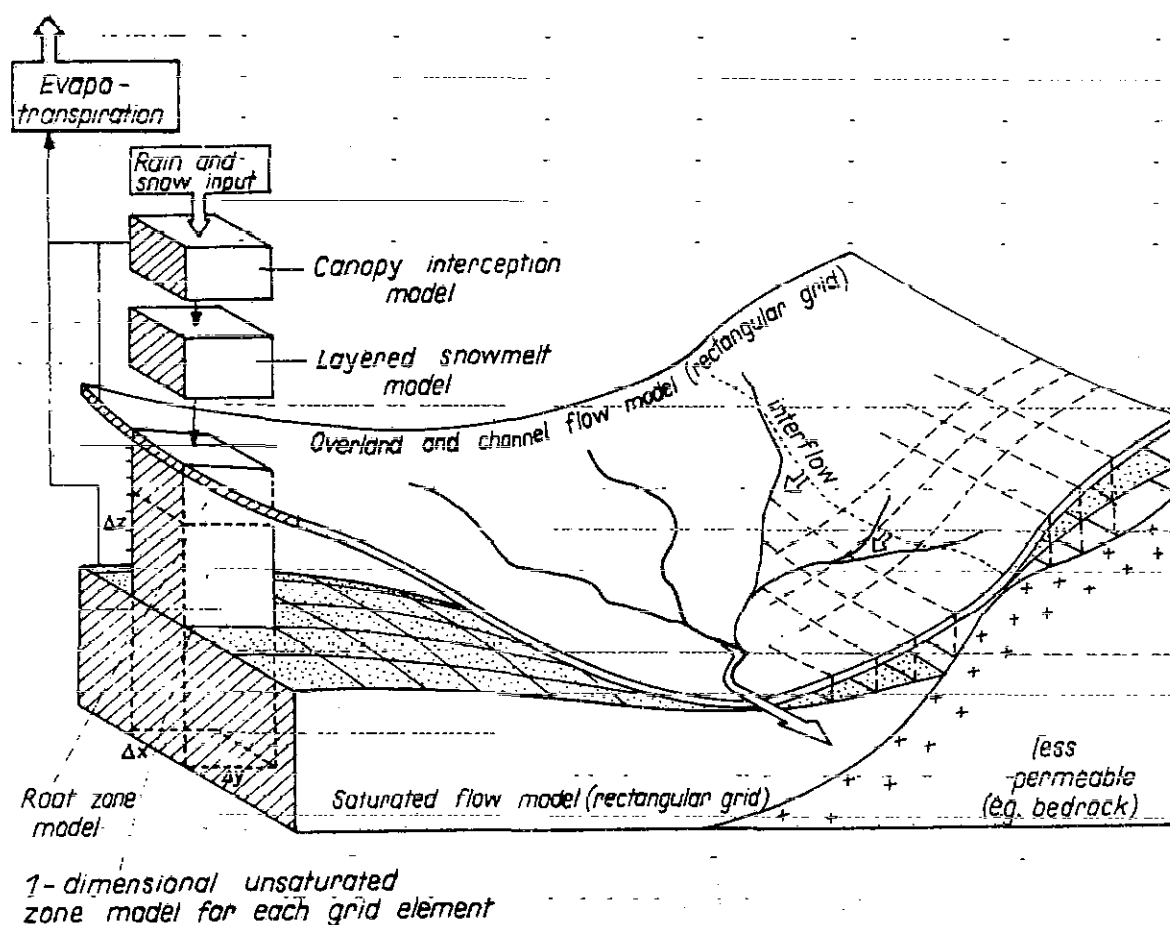 Evapo-
transpiration
Rain and
snow input
Canopy interception
model
Layered snowmelt
model
Overland and channel flow model (rectangular grid)
interflow
Δz
Δx
Δy
Root zone
model
Saturated flow model (rectangular grid)
less
permeable
(e.g. bedrock)
1-dimensional unsaturated
zone model for each grid element